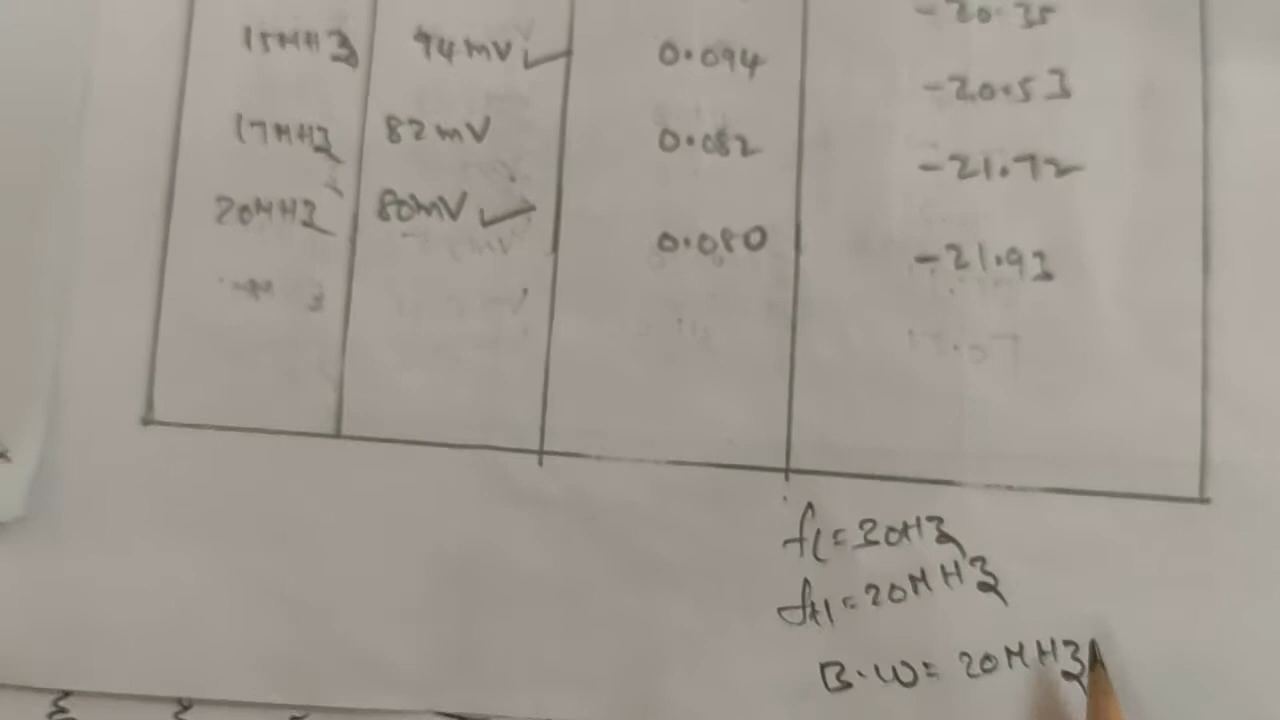 -20.35
15MHz 94mV ✓ 0.094 -20.53
17MHz 82mV 0.082 -21.72
20MHz 80mV ✓ 0.080 -21.93
fL = 30Hz
fH = 20MHz
B.W = 20MHz